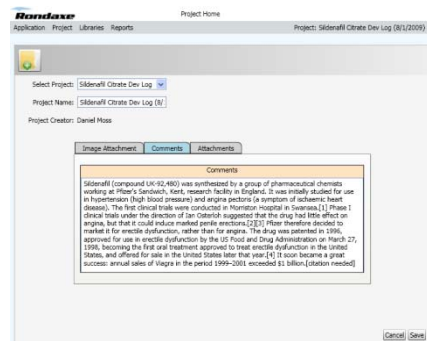 Rondaxe
Project Home
Application Project Libraries Reports
Project: Sildenafil Citrate Dev Log (8/1/2009)
Select Project: Sildenafil Citrate Dev Log
Project Name: Sildenafil Citrate Dev Log (8/
Project Creator: Daniel Moss
Image Attachment Comments Attachments
Comments
Sildenafil (compound UK-92,480) was synthesized by a group of pharmaceutical chemists
working at Pfizer's Sandwich, Kent, research facility in England. It was initially studied for use
in hypertension (high blood pressure) and angina pectoris (a symptom of ischaemic heart
disease). The first clinical trials were conducted in Morriston Hospital in Swansea.[1] Phase I
clinical trials under the direction of Ian Osterloh suggested that the drug had little effect on
angina, but that it could induce marked penile erections.[2][3] Pfizer therefore decided to
market it for erectile dysfunction, rather than for angina. The drug was patented in 1996,
approved for use in erectile dysfunction by the US Food and Drug Administration on March 27,
1998, becoming the first oral treatment approved to treat erectile dysfunction in the United
States, and offered for sale in the United States later that year.[4] It soon became a great
success: annual sales of Viagra in the period 1999–2001 exceeded $1 billion.[citation needed]
Cancel Save